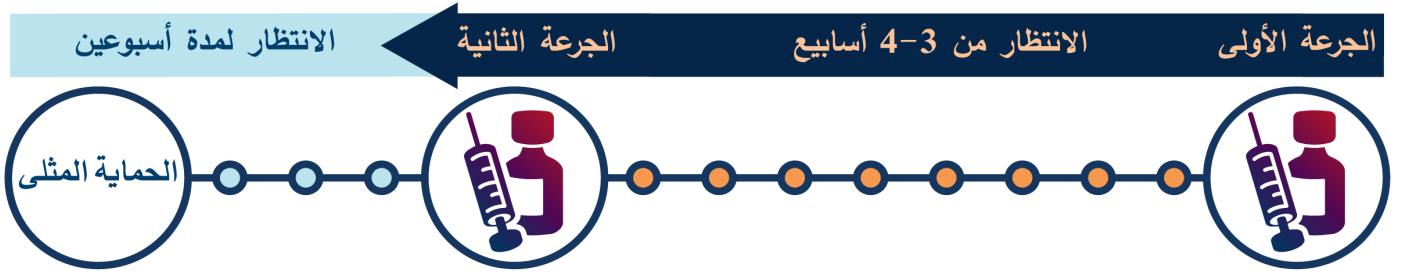 الجرعة الأولى
الانتظار من 3-4 أسابيع
الجرعة الثانية
الانتظار لمدة أسبوعين
الحماية المثلى